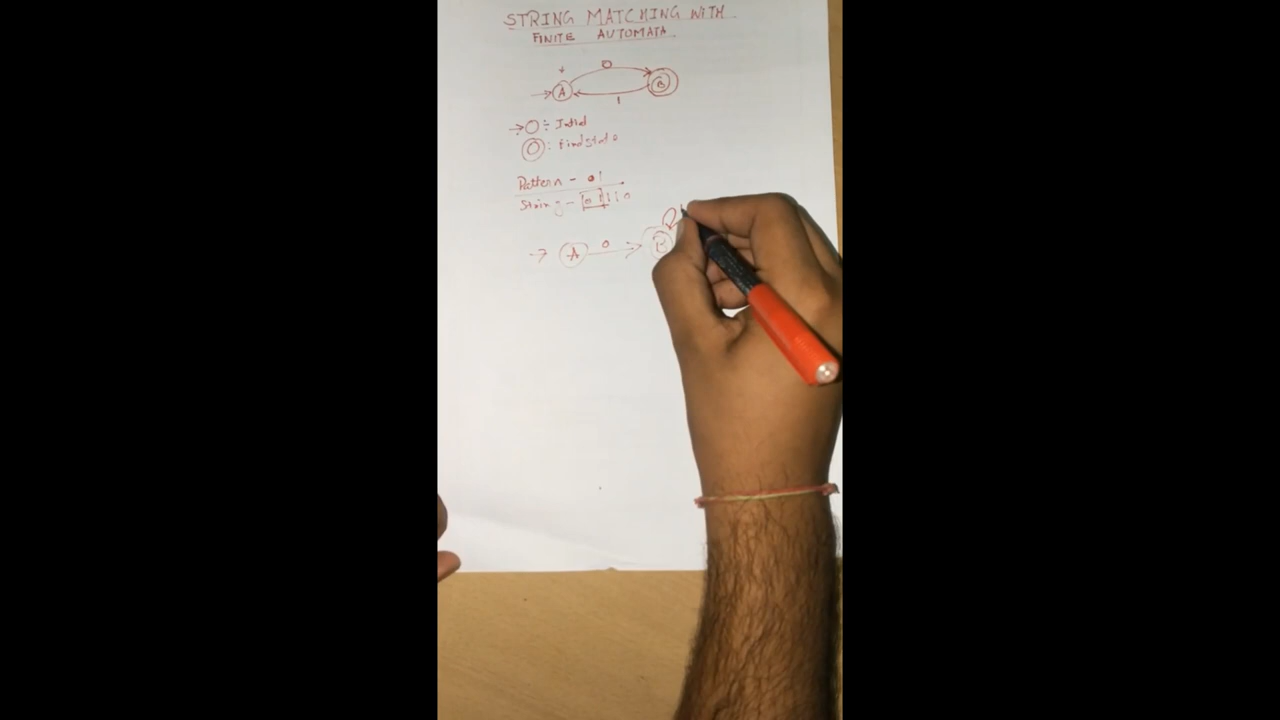 STRING MATCHING WITH
FINITE AUTOMATA
0
A B
1
: Initial
: Final state
Pattern - 01
String - 01110
0
A B